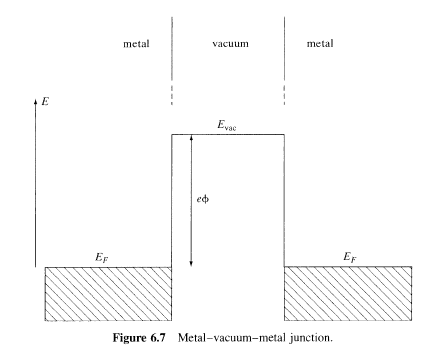 metal vacuum metal
E
E_vac
eϕ
E_F E_F
Figure 6.7 Metal–vacuum–metal junction.